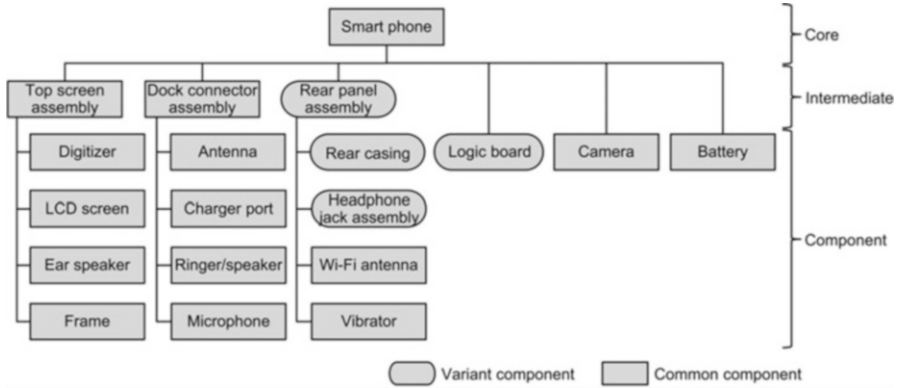 Smart phone
Core
Top screen
assembly
Dock connector
assembly
Rear panel
assembly
Intermediate
Digitizer
Antenna
Rear casing
Logic board
Camera
Battery
LCD screen
Charger port
Headphone
jack assembly
Component
Ear speaker
Ringer/speaker
Wi-Fi antenna
Frame
Microphone
Vibrator
Variant component
Common component